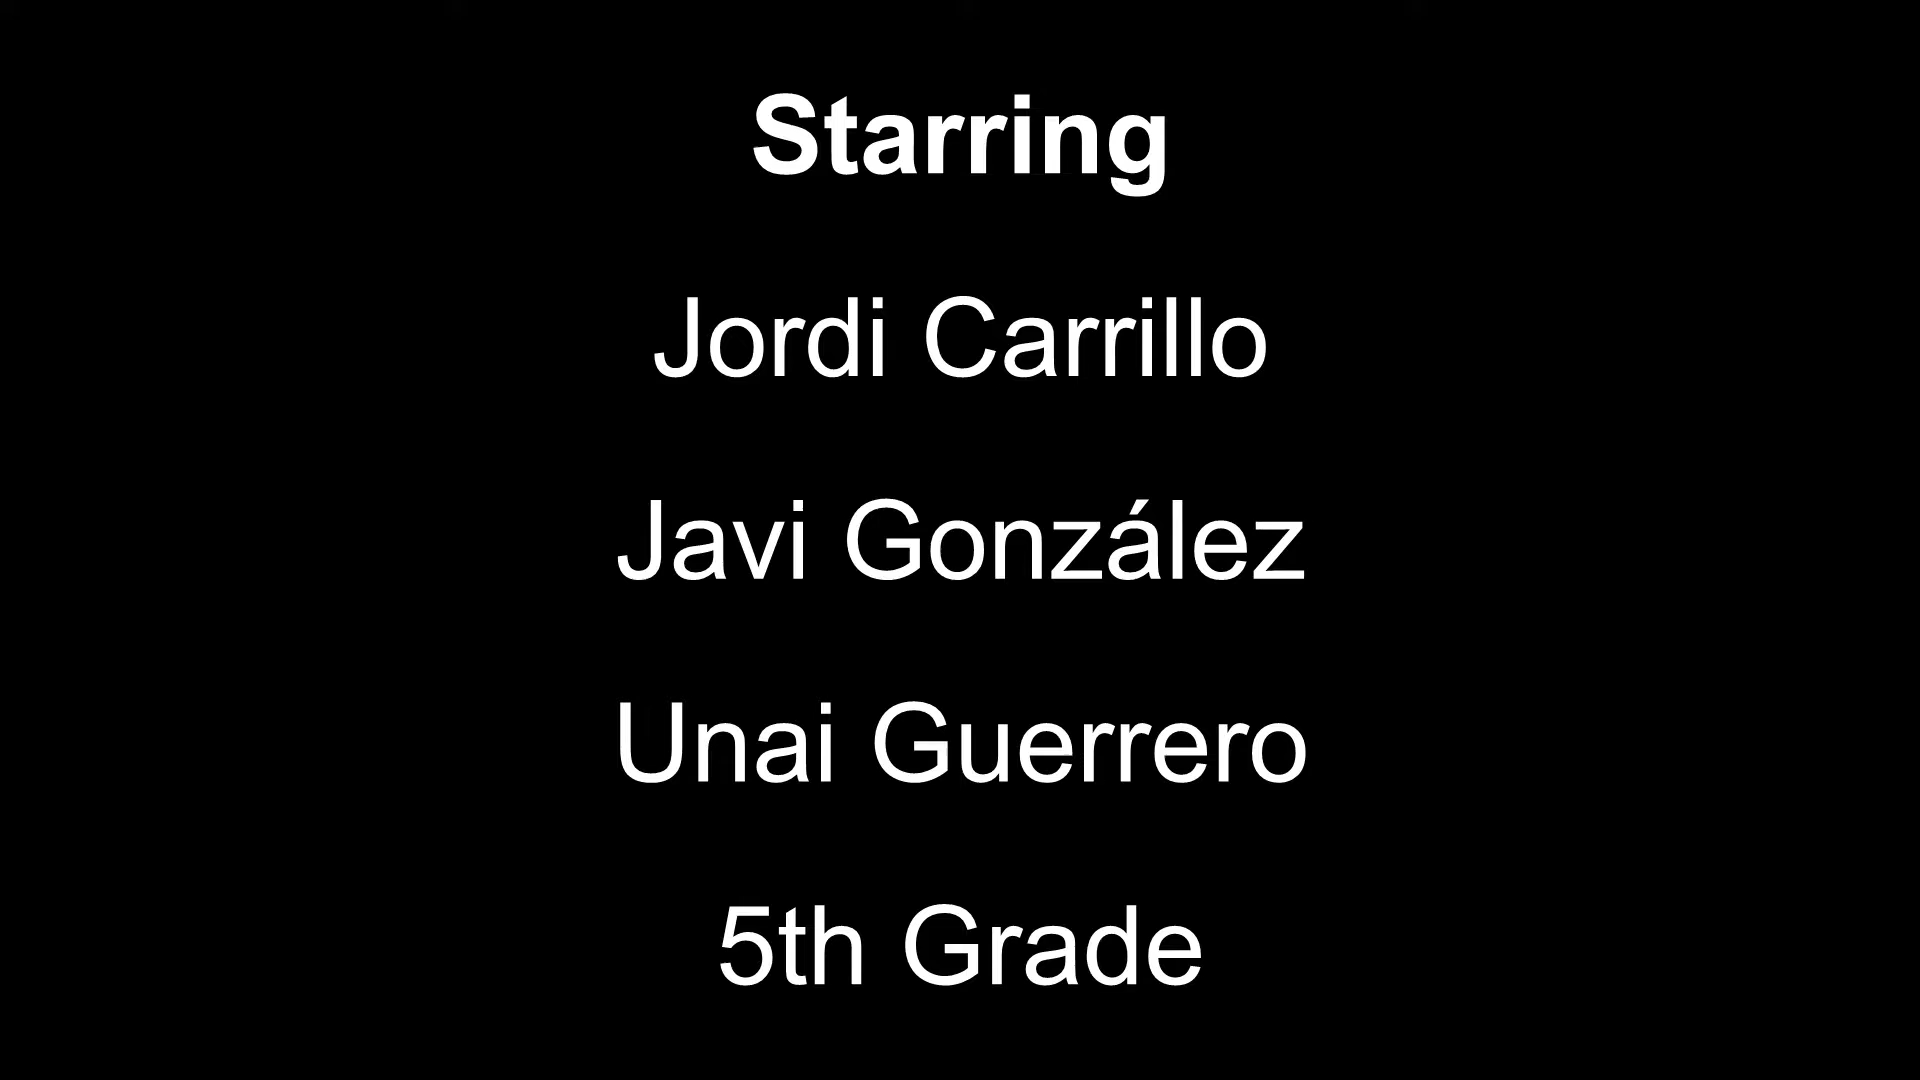 Starring
Jordi Carrillo
Javi González
Unai Guerrero
5th Grade